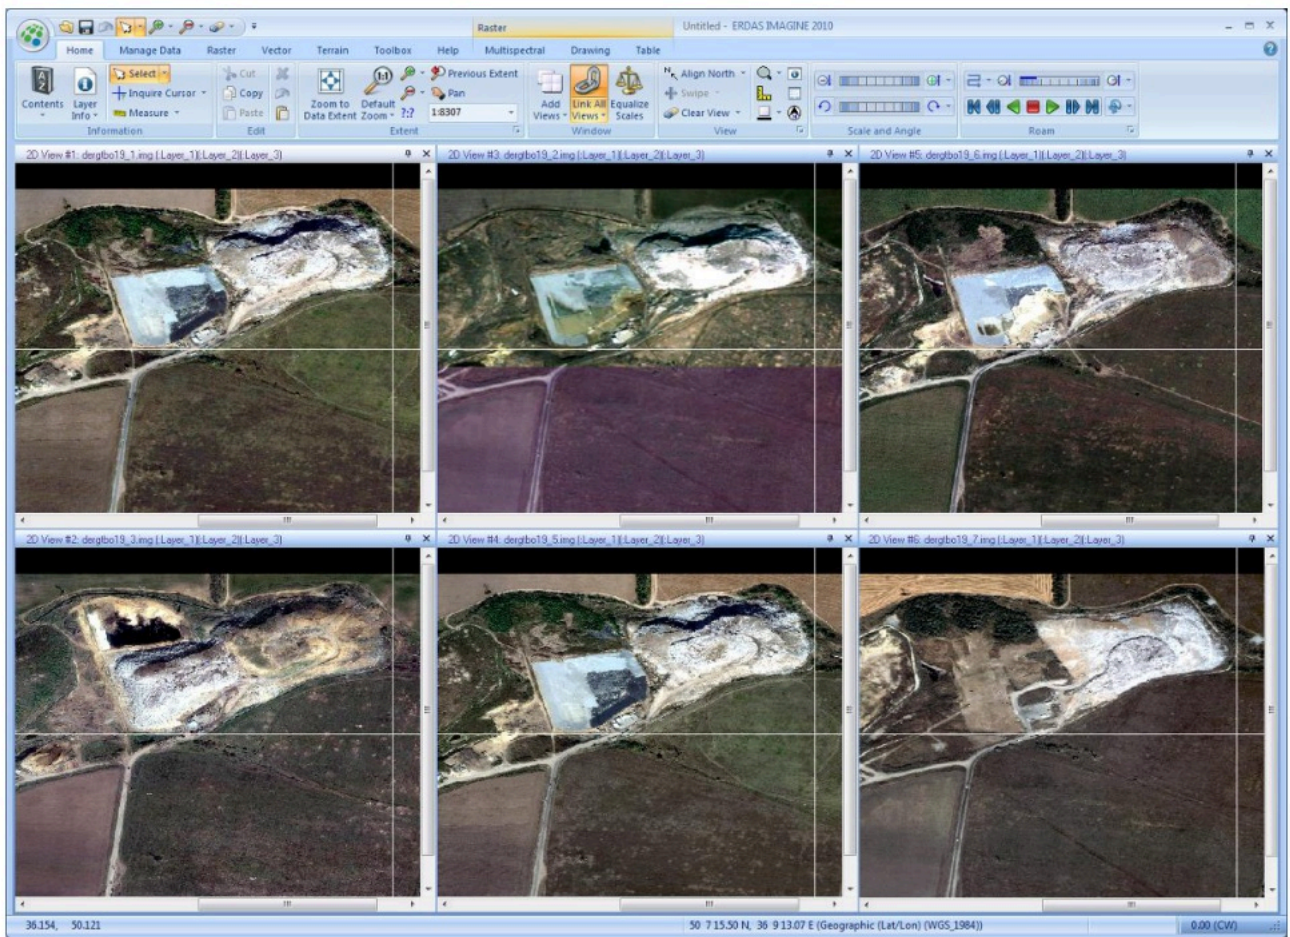 Raster
Untitled - ERDAS IMAGINE 2010
Home Manage Data Raster Vector Terrain Toolbox Help Multispectral Drawing Table
Contents
Layer Info
Select
Inquire Cursor
Measure
Information
Cut
Copy
Paste
Edit
Zoom to Data Extent
1:1
Default Zoom
?:?
Previous Extent
Pan
1:8307
Extent
Add Views
Link All Views
Equalize Scales
Window
Align North
Swipe
Clear View
View
Scale and Angle
Roam
2D View #1: dergtbo19_1.img (:Layer_1)(:Layer_2)(:Layer_3)
2D View #3: dergtbo19_2.img (:Layer_1)(:Layer_2)(:Layer_3)
2D View #5: dergtbo19_6.img (:Layer_1)(:Layer_2)(:Layer_3)
2D View #2: dergtbo19_3.img (:Layer_1)(:Layer_2)(:Layer_3)
2D View #4: dergtbo19_5.img (:Layer_1)(:Layer_2)(:Layer_3)
2D View #6: dergtbo19_7.img (:Layer_1)(:Layer_2)(:Layer_3)
36.154, 50.121
50 7 15.50 N, 36 9 13.07 E (Geographic (Lat/Lon) (WGS_1984))
0.00 (CW)